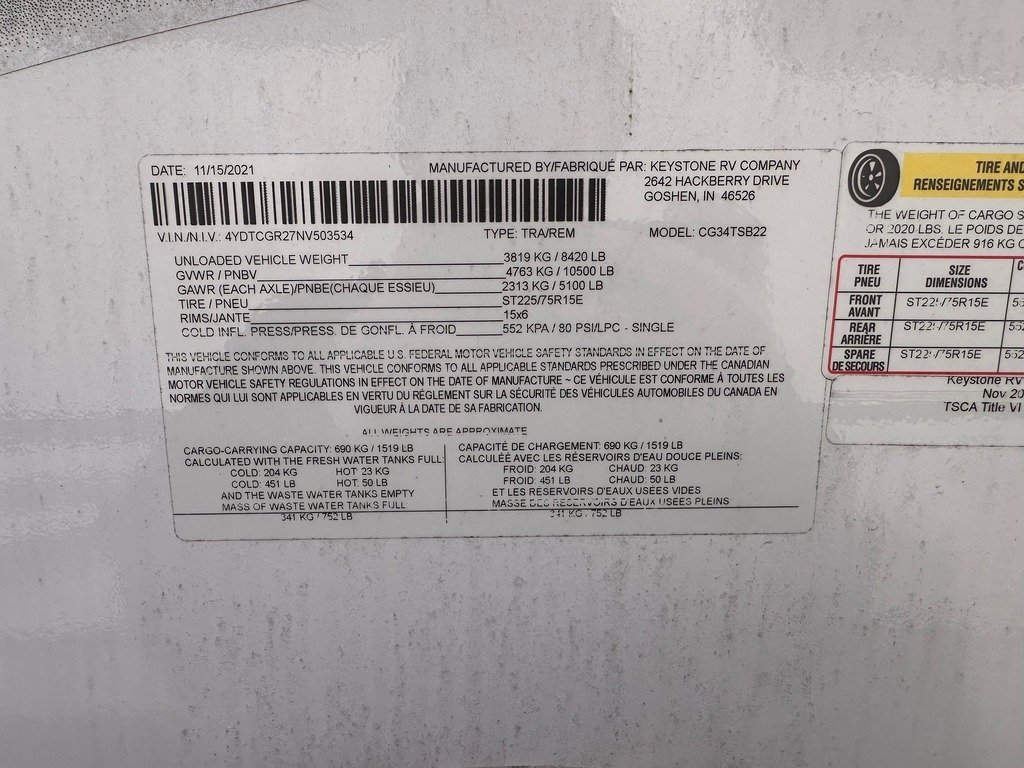 DATE: 11/15/2021 MANUFACTURED BY/FABRIQUÉ PAR: KEYSTONE RV COMPANY
2642 HACKBERRY DRIVE
GOSHEN, IN 46526
V.I.N./N.I.V.: 4YDTCGR27NV503534 TYPE: TRA/REM MODEL: CG34TSB22
UNLOADED VEHICLE WEIGHT 3819 KG / 8420 LB
GVWR / PNBV 4763 KG / 10500 LB
GAWR (EACH AXLE)/PNBE(CHAQUE ESSIEU) 2313 KG / 5100 LB
TIRE / PNEU ST225/75R15E
RIMS/JANTE 15x6
COLD INFL. PRESS/PRESS. DE GONFL. À FROID 552 KPA / 80 PSI/LPC - SINGLE
THIS VEHICLE CONFORMS TO ALL APPLICABLE U.S. FEDERAL MOTOR VEHICLE SAFETY STANDARDS IN EFFECT ON THE DATE OF
MANUFACTURE SHOWN ABOVE. THIS VEHICLE CONFORMS TO ALL APPLICABLE STANDARDS PRESCRIBED UNDER THE CANADIAN
MOTOR VEHICLE SAFETY REGULATIONS IN EFFECT ON THE DATE OF MANUFACTURE ~ CE VÉHICULE EST CONFORME À TOUTES LES
NORMES QUI LUI SONT APPLICABLES EN VERTU DU RÉGLEMENT SUR LA SÉCURITÉ DES VÉHICULES AUTOMOBILES DU CANADA EN
VIGUEUR À LA DATE DE SA FABRICATION.
ALL WEIGHTS ARE APPROXIMATE
CARGO-CARRYING CAPACITY: 690 KG / 1519 LB
CALCULATED WITH THE FRESH WATER TANKS FULL:
COLD: 204 KG HOT: 23 KG
COLD: 451 LB HOT: 50 LB
AND THE WASTE WATER TANKS EMPTY
MASS OF WASTE WATER TANKS FULL
341 KG / 752 LB
CAPACITÉ DE CHARGEMENT: 690 KG / 1519 LB
CALCULÉE AVEC LES RÉSERVOIRS D'EAU DOUCE PLEINS:
FROID: 204 KG CHAUD: 23 KG
FROID: 451 LB CHAUD: 50 LB
ET LES RESERVOIRS D'EAUX USEES VIDES
MASSE DES RESERVOIRS D'EAUX USEES PLEINS
341 KG / 752 LB
TIRE AND
RENSEIGNEMENTS S
THE WEIGHT OF CARGO S
OR 2020 LBS. LE POIDS DE
JAMAIS EXCÉDER 916 KG
TIRE SIZE
PNEU DIMENSIONS
FRONT ST225/75R15E
AVANT
REAR ST225/75R15E
ARRIÈRE
SPARE ST225/75R15E
DE SECOURS
Keystone RV
Nov 20
TSCA Title VI